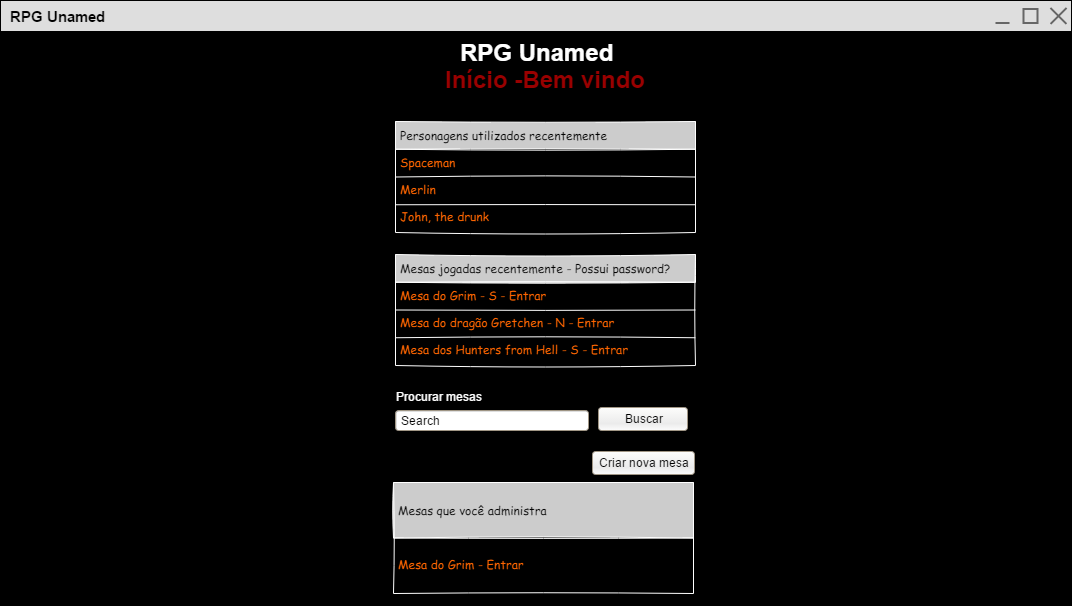 RPG Unamed
RPG Unamed
Início -Bem vindo
Personagens utilizados recentemente
Spaceman
Merlin
John, the drunk
Mesas jogadas recentemente - Possui password?
Mesa do Grim - S - Entrar
Mesa do dragão Gretchen - N - Entrar
Mesa dos Hunters from Hell - S - Entrar
Procurar mesas
Search
Buscar
Criar nova mesa
Mesas que você administra
Mesa do Grim - Entrar